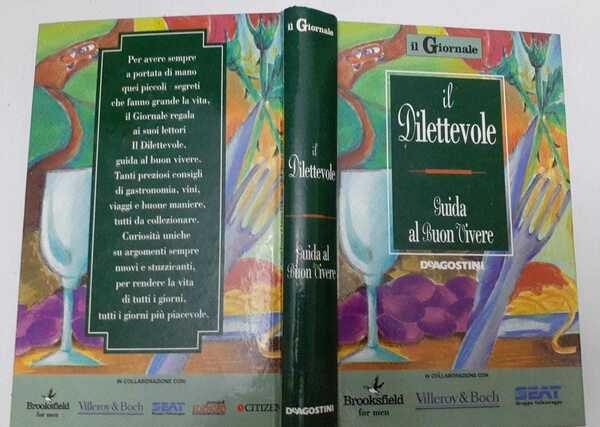 Per avere sempre
a portata di mano
quei piccoli segreti
che fanno grande la vita,
il Giornale regala
ai suoi lettori
Il Dilettevole,
guida al buon vivere.
Tanti preziosi consigli
di gastronomia, vini,
viaggi e buone maniere,
tutti da collezionare.
Curiosità uniche
su argomenti sempre
nuovi e stuzzicanti,
per rendere la vita
di tutti i giorni,
tutti i giorni più piacevole.
IN COLLABORAZIONE CON:
Brooksfield
for men
Villeroy & Boch
SEAT
Gruppo Volkswagen
CITIZEN
il Giornale
il
Dilettevole
Guida al
Buon Vivere
DEAGOSTINI
il Giornale
il
Dilettevole
Guida
al Buon Vivere
DEAGOSTINI
IN COLLABORAZIONE CON:
Brooksfield
for men
Villeroy & Boch
SEAT
Gruppo Volkswagen